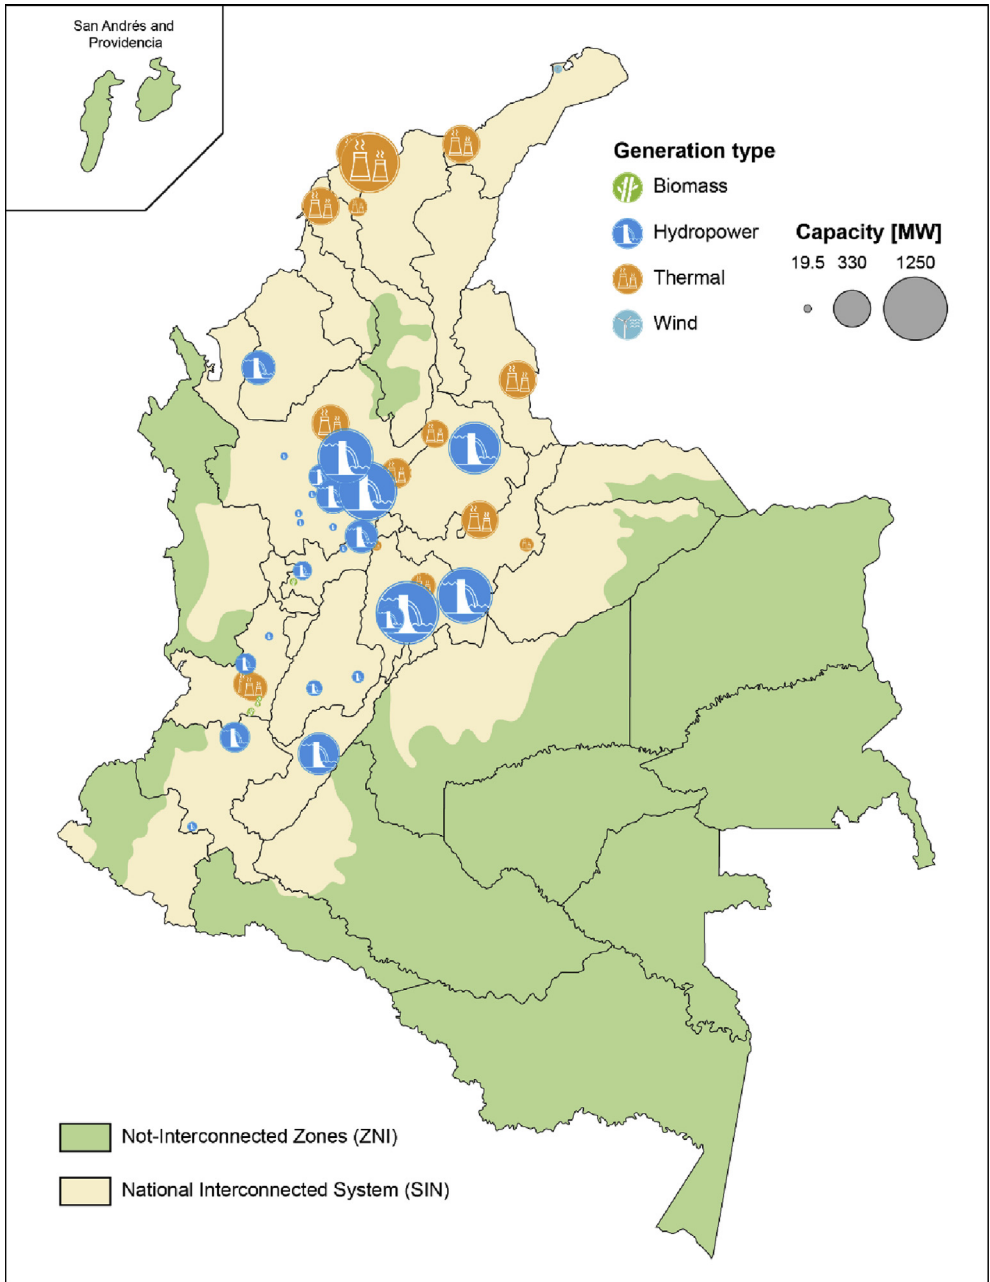 San Andrés and
Providencia
Generation type
Biomass
Hydropower
Thermal
Wind
Capacity [MW]
19.5 330 1250
Not-Interconnected Zones (ZNI)
National Interconnected System (SIN)